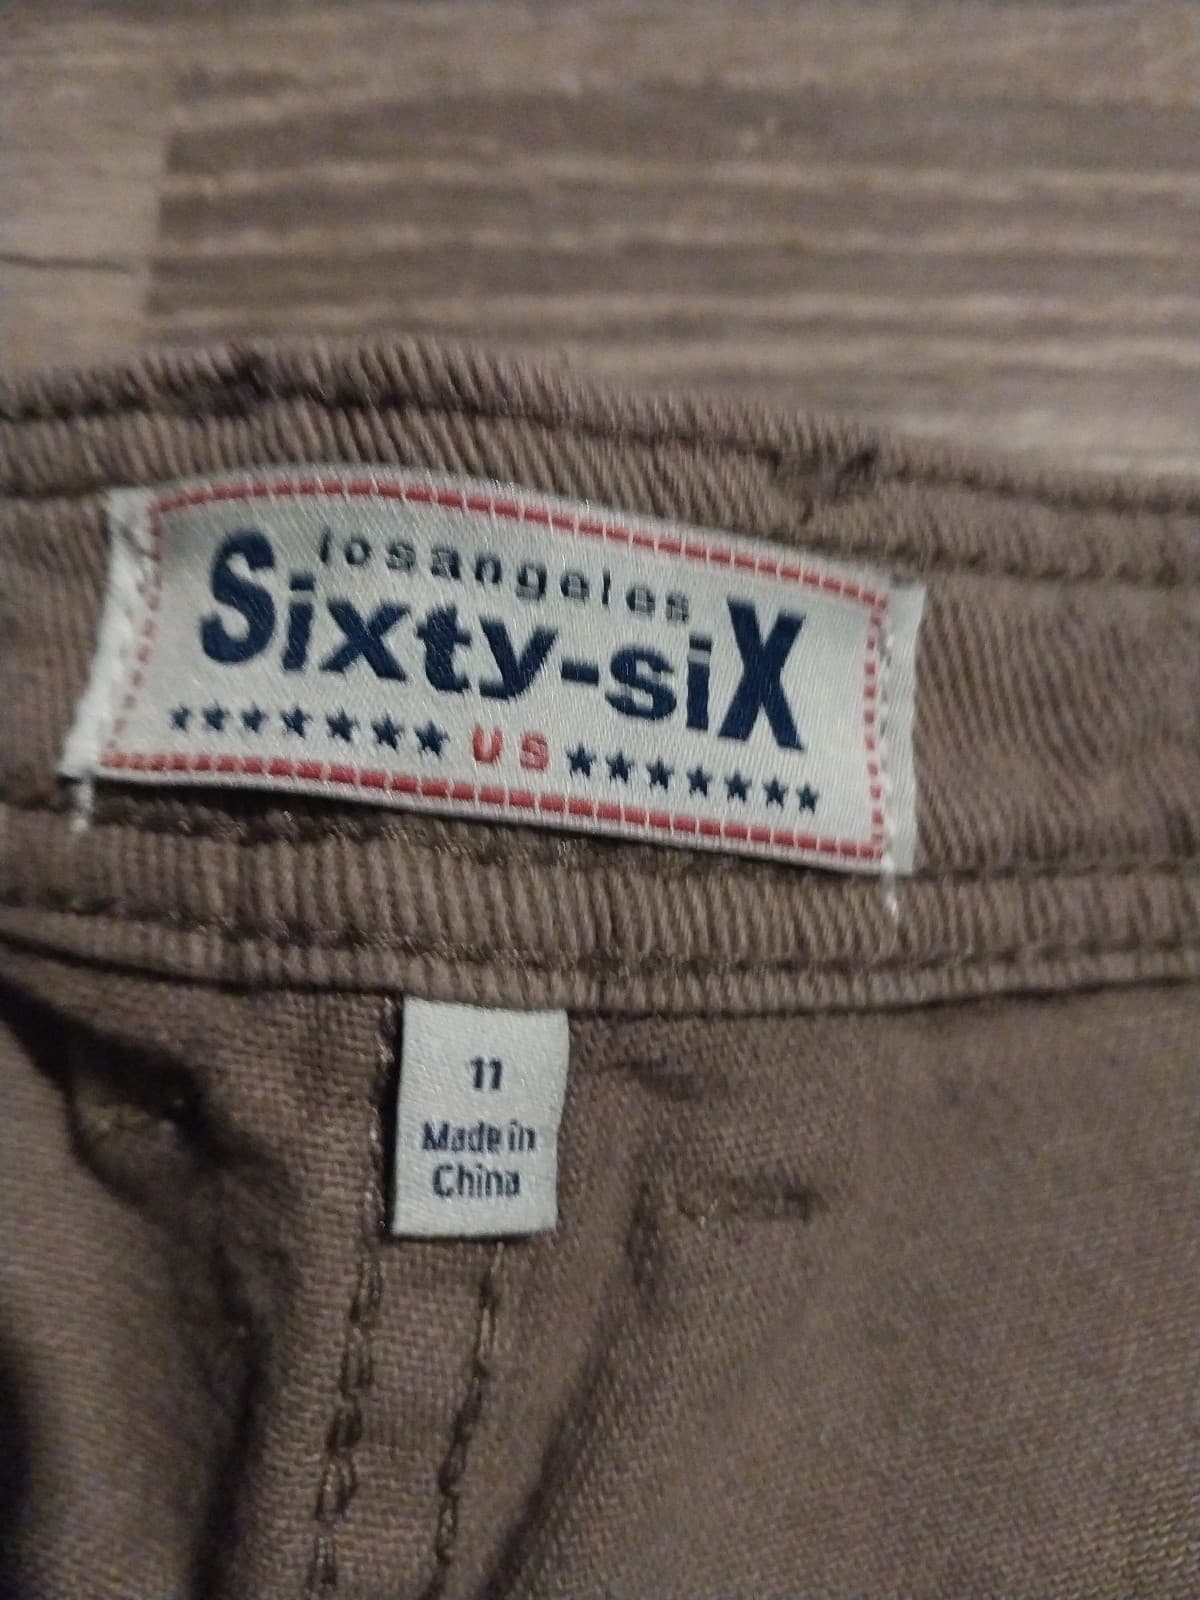 losangeles
Sixty-siX
★★★★★★★ US ★★★★★★★
11
Made in
China